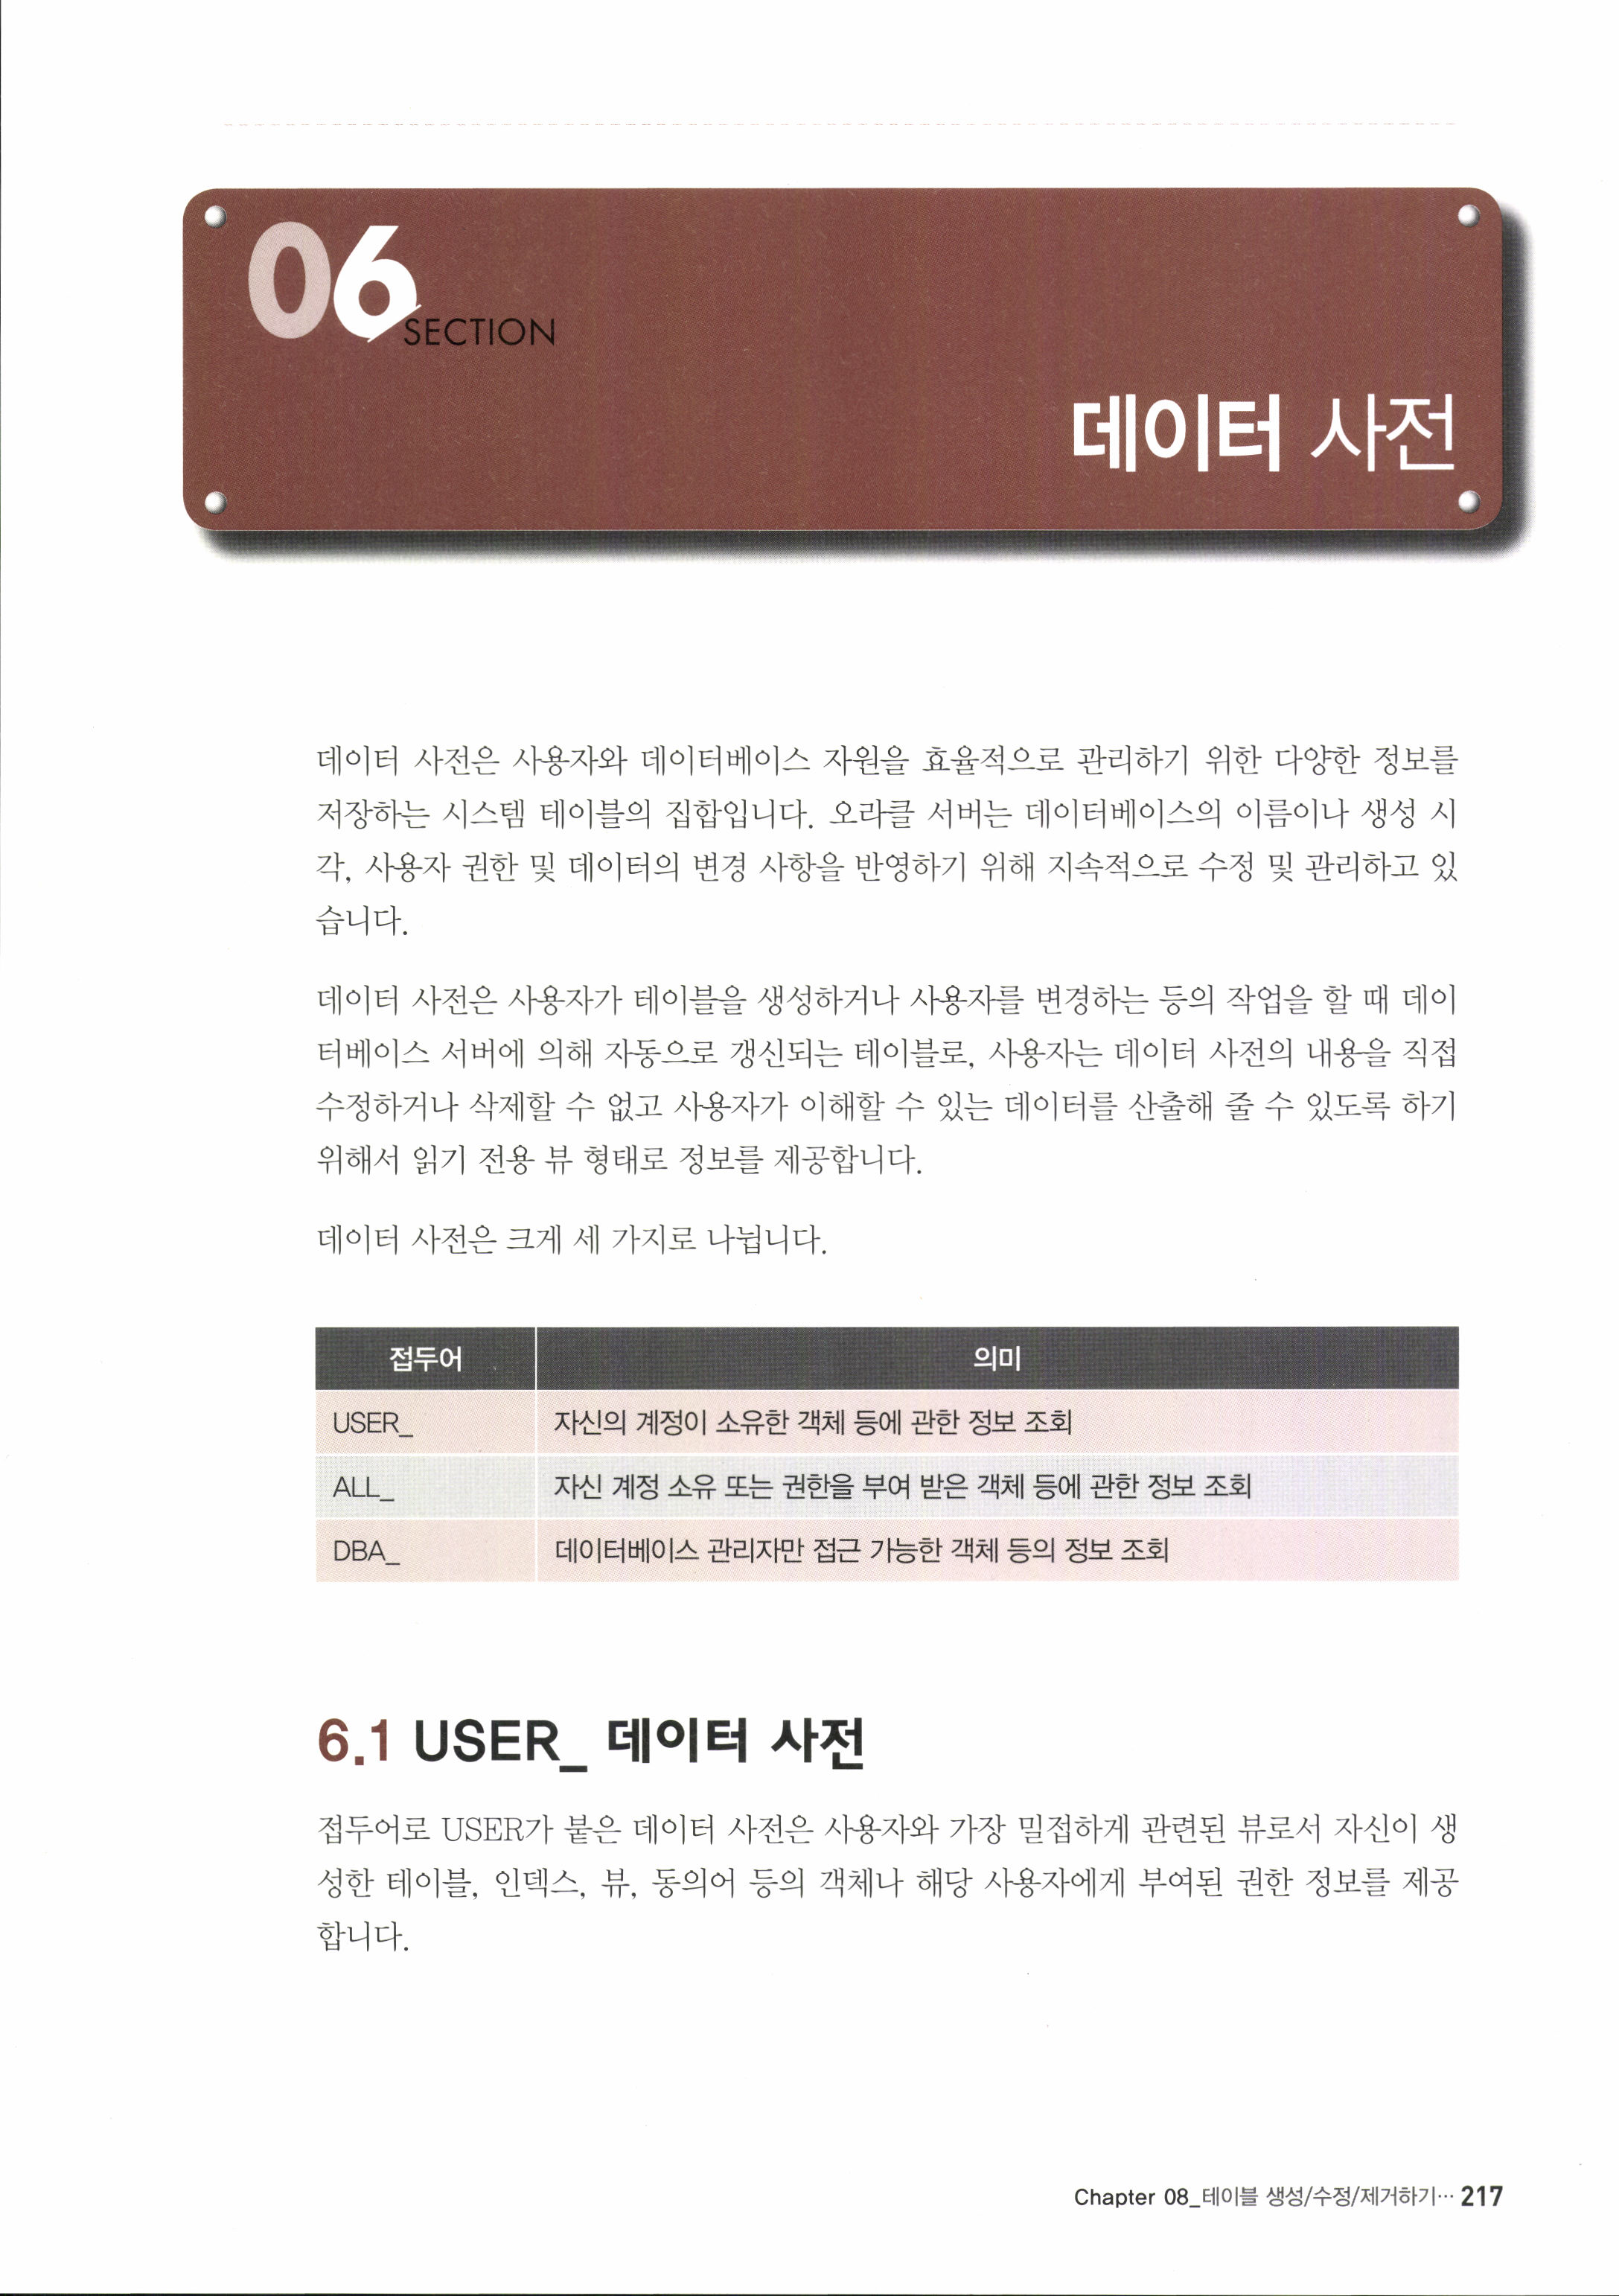 06
SECTION
데이터 사전
데이터 사전은 사용자와 데이터베이스 자원을 효율적으로 관리하기 위한 다양한 정보를
저장하는 시스템 테이블의 집합입니다. 오라클 서버는 데이터베이스의 이름이나 생성 시
각, 사용자 권한 및 데이터의 변경 사항을 반영하기 위해 지속적으로 수정 및 관리하고 있
습니다.
데이터 사전은 사용자가 테이블을 생성하거나 사용자를 변경하는 등의 작업을 할 때 데이
터베이스 서버에 의해 자동으로 갱신되는 테이블로, 사용자는 데이터 사전의 내용을 직접
수정하거나 삭제할 수 없고 사용자가 이해할 수 있는 데이터를 산출해 줄 수 있도록 하기
위해서 읽기 전용 뷰 형태로 정보를 제공합니다.
데이터 사전은 크게 세 가지로 나뉩니다.
접두어 의미
USER_ 자신의 계정이 소유한 객체 등에 관한 정보 조회
ALL_ 자신 계정 소유 또는 권한을 부여 받은 객체 등에 관한 정보 조회
DBA_ 데이터베이스 관리자만 접근 가능한 객체 등의 정보 조회
6.1 USER_ 데이터 사전
접두어로 USER가 붙은 데이터 사전은 사용자와 가장 밀접하게 관련된 뷰로서 자신이 생
성한 테이블, 인덱스, 뷰, 동의어 등의 객체나 해당 사용자에게 부여된 권한 정보를 제공
합니다.
Chapter 08_테이블 생성/수정/제거하기… 217